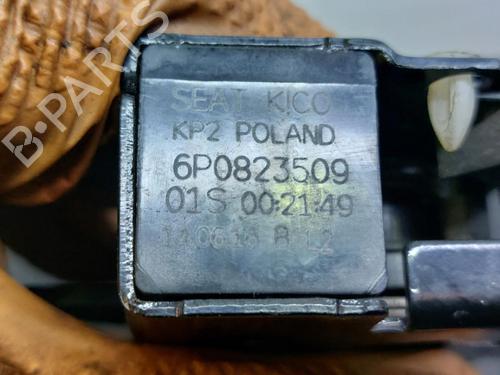 SEAT KICO
KP2 POLAND
6P0823509
01S 00:21:49
B-PARTS